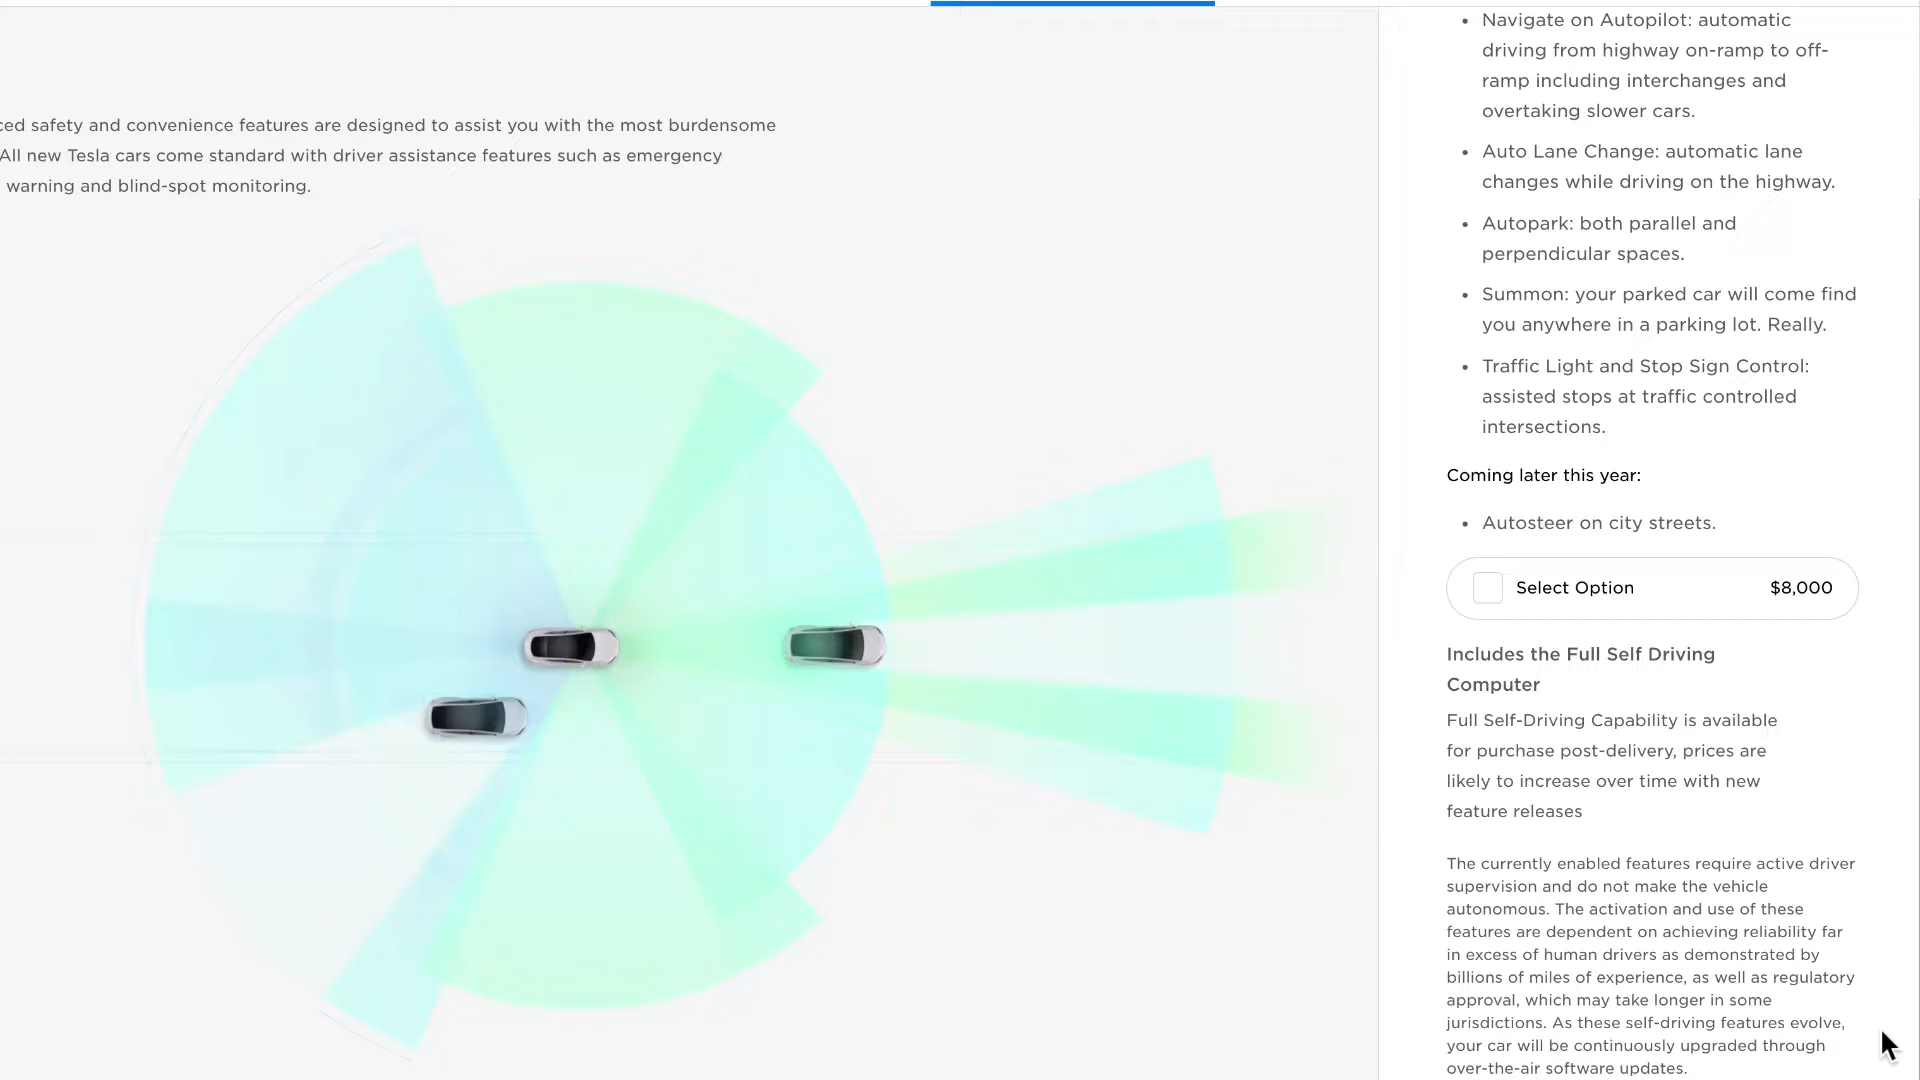 safety and convenience features are designed to assist you with the most burdensome
All new Tesla cars come standard with driver assistance features such as emergency
warning and blind-spot monitoring.
• Navigate on Autopilot: automatic
driving from highway on-ramp to off-
ramp including interchanges and
overtaking slower cars.
• Auto Lane Change: automatic lane
changes while driving on the highway.
• Autopark: both parallel and
perpendicular spaces.
• Summon: your parked car will come find
you anywhere in a parking lot. Really.
• Traffic Light and Stop Sign Control:
assisted stops at traffic controlled
intersections.
Coming later this year:
• Autosteer on city streets.
Select Option $8,000
Includes the Full Self Driving
Computer
Full Self-Driving Capability is available
for purchase post-delivery, prices are
likely to increase over time with new
feature releases
The currently enabled features require active driver
supervision and do not make the vehicle
autonomous. The activation and use of these
features are dependent on achieving reliability far
in excess of human drivers as demonstrated by
billions of miles of experience, as well as regulatory
approval, which may take longer in some
jurisdictions. As these self-driving features evolve,
your car will be continuously upgraded through
over-the-air software updates.